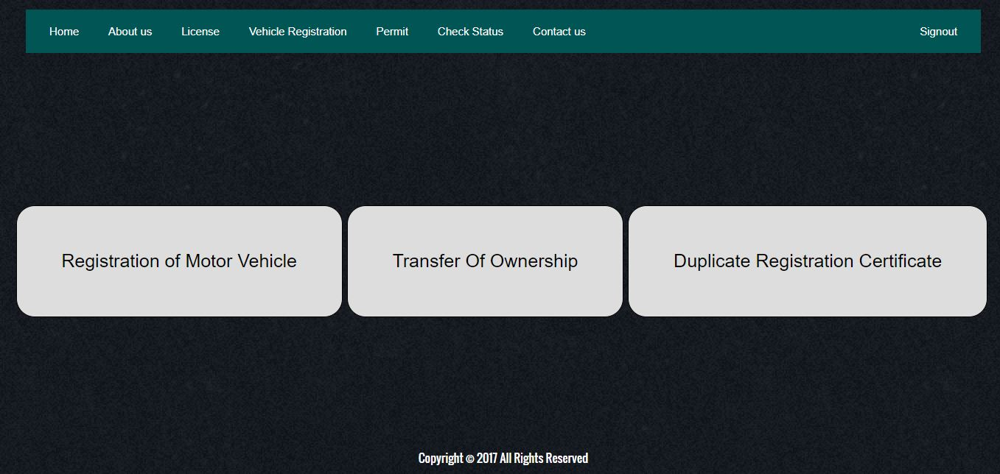 Home About us License Vehicle Registration Permit Check Status Contact us Signout
Registration of Motor Vehicle Transfer Of Ownership Duplicate Registration Certificate
Copyright © 2017 All Rights Reserved